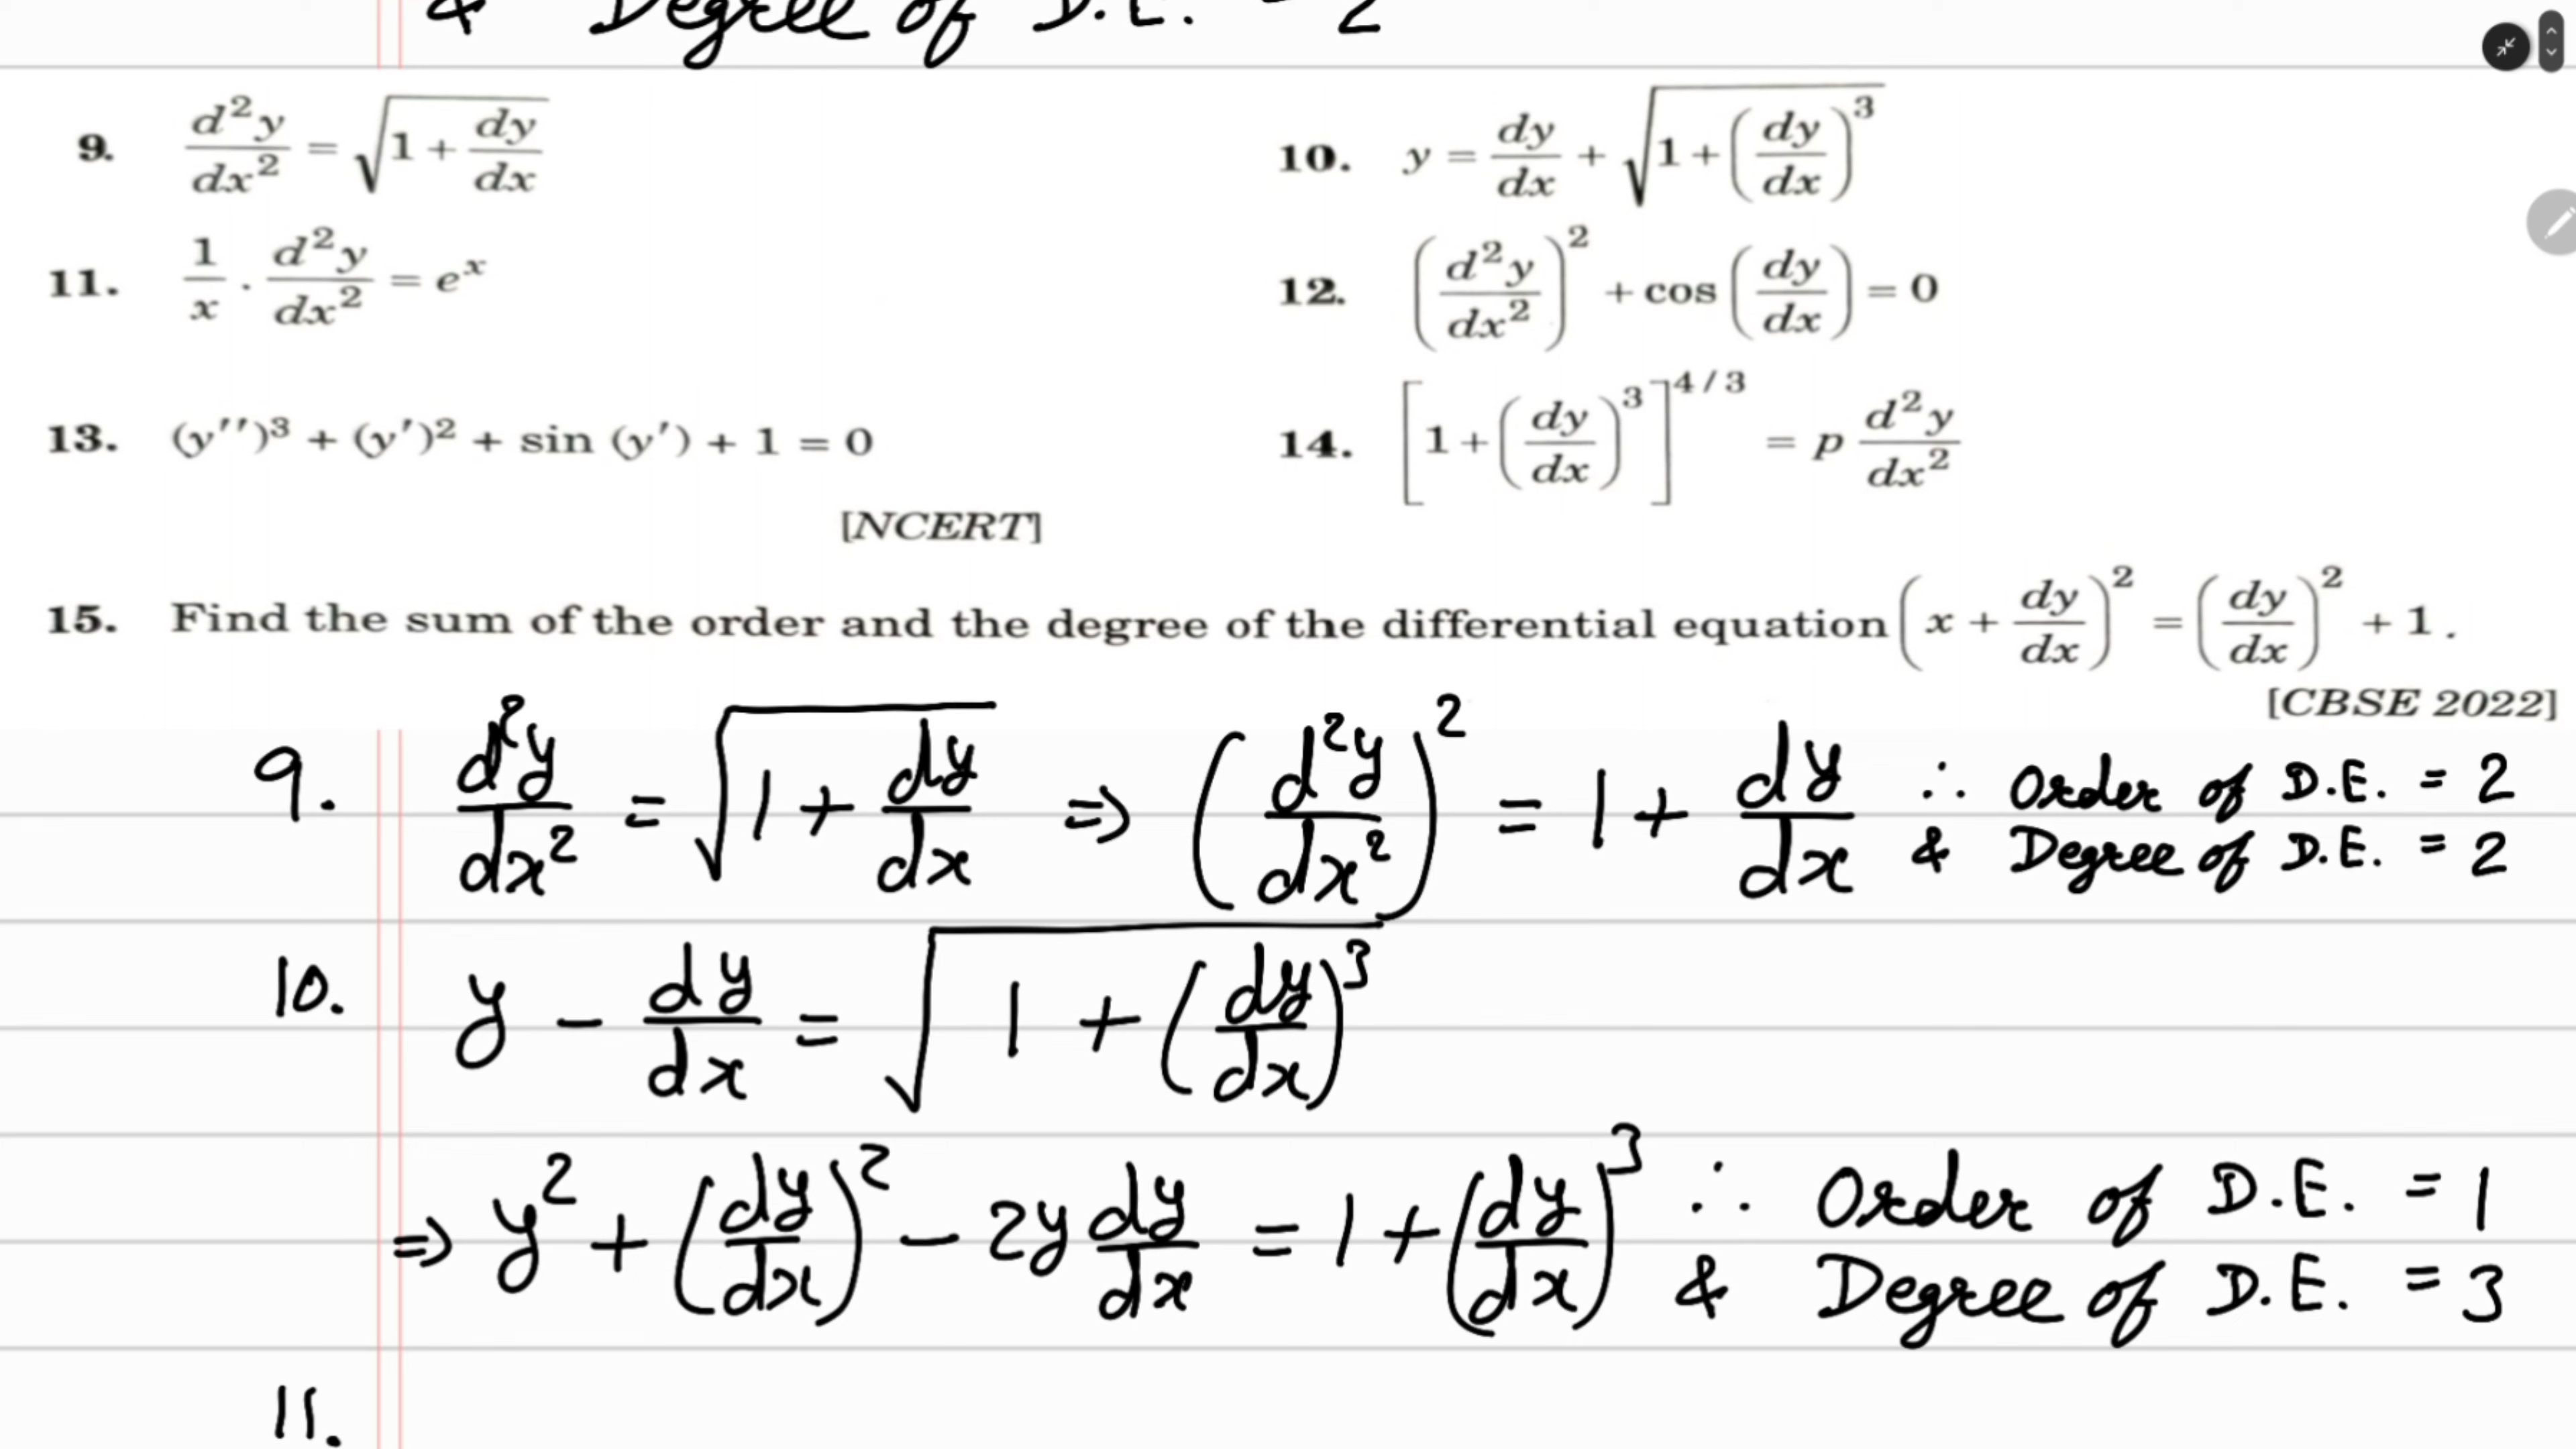 & Degree of D.E. = 2
9. d²y/dx² = √(1 + dy/dx)
10. y = dy/dx + √(1 + (dy/dx)³)
11. 1/x · d²y/dx² = eˣ
12. (d²y/dx²)² + cos (dy/dx) = 0
13. (y′′)³ + (y′)² + sin (y′) + 1 = 0
14. [1 + (dy/dx)³]^(4/3) = p d²y/dx²
[NCERT]
15. Find the sum of the order and the degree of the differential equation (x + dy/dx)² = (dy/dx)² + 1.
[CBSE 2022]
9. d²y/dx² = √(1 + dy/dx) ⇒ (d²y/dx²)² = 1 + dy/dx ∴ Order of D.E. = 2
& Degree of D.E. = 2
10. y − dy/dx = √(1 + (dy/dx)³)
⇒ y² + (dy/dx)² − 2y dy/dx = 1 + (dy/dx)³ ∴ Order of D.E. = 1
& Degree of D.E. = 3
11.